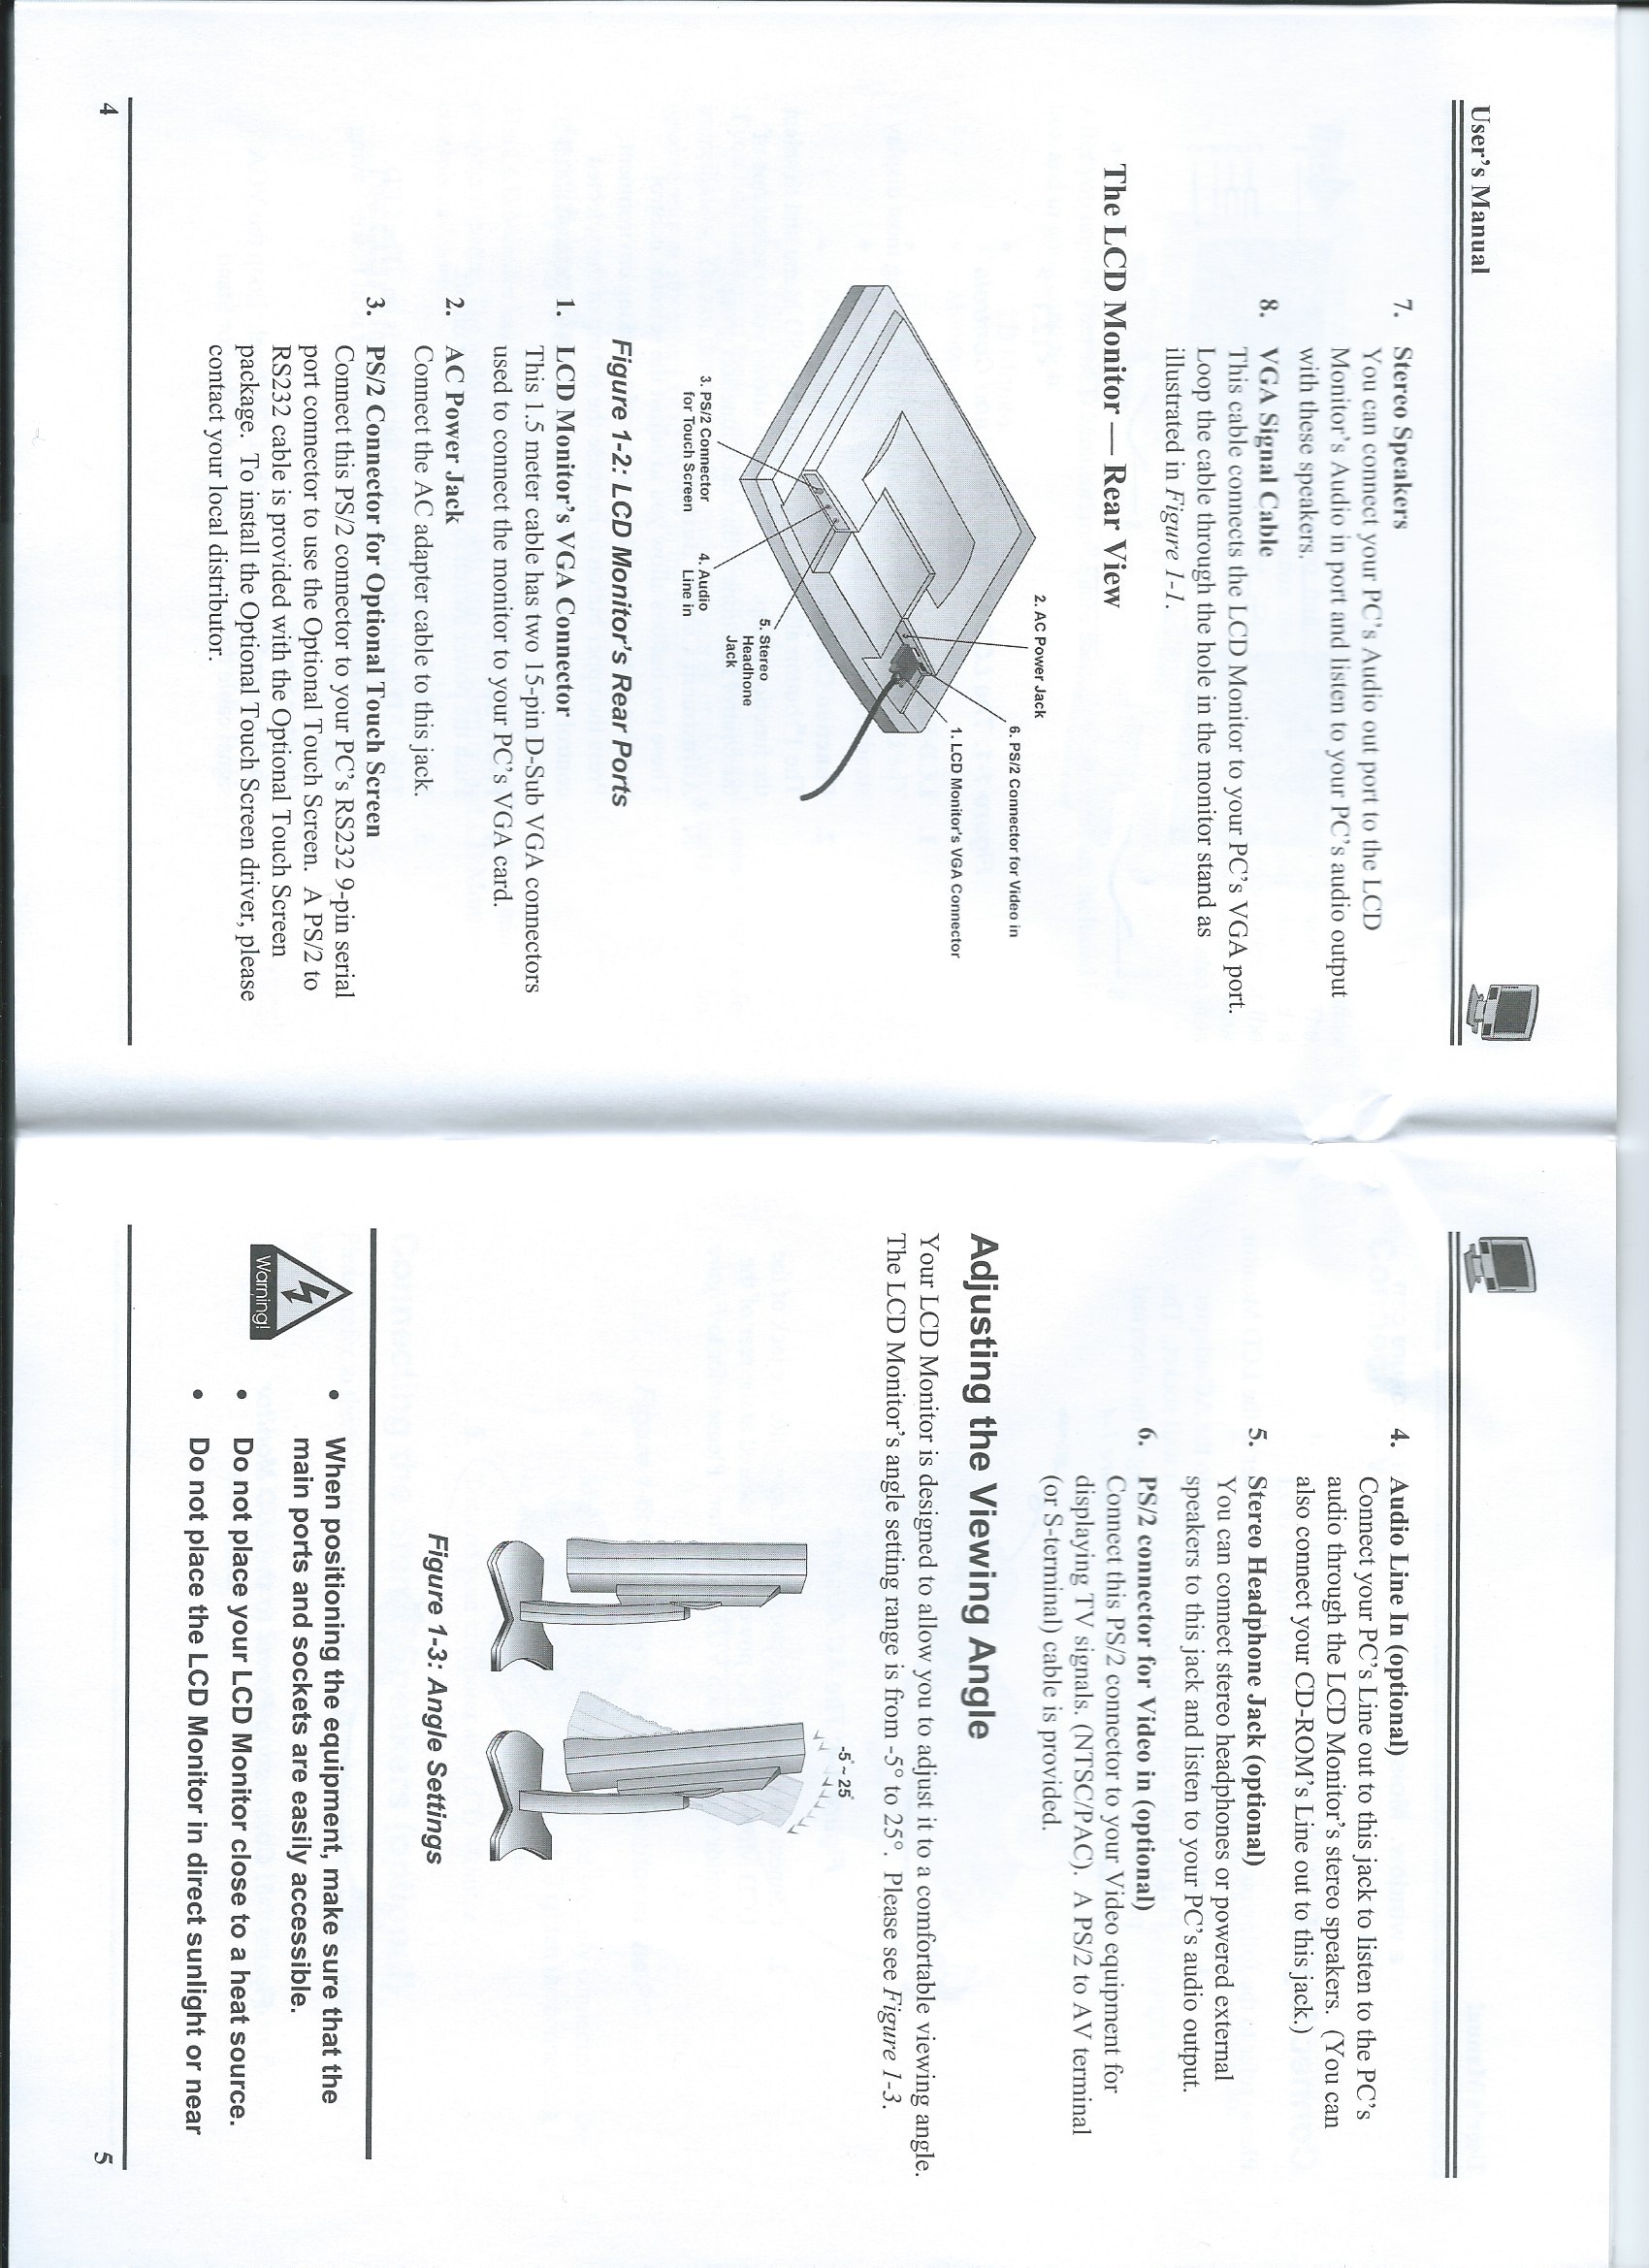 User's Manual
7. Stereo Speakers
You can connect your PC's Audio out port to the LCD
Monitor's Audio in port and listen to your PC's audio output
with these speakers.
8. VGA Signal Cable
This cable connects the LCD Monitor to your PC's VGA port.
Loop the cable through the hole in the monitor stand as
illustrated in Figure 1-1.
The LCD Monitor — Rear View
2. AC Power Jack
6. PS/2 Connector for Video in
1. LCD Monitor's VGA Connector
5. Stereo
Headhone
Jack
3. PS/2 Connector
for Touch Screen
4. Audio
Line in
Figure 1-2: LCD Monitor's Rear Ports
1. LCD Monitor's VGA Connector
This 1.5 meter cable has two 15-pin D-Sub VGA connectors
used to connect the monitor to your PC's VGA card.
2. AC Power Jack
Connect the AC adapter cable to this jack.
3. PS/2 Connector for Optional Touch Screen
Connect this PS/2 connector to your PC's RS232 9-pin serial
port connector to use the Optional Touch Screen. A PS/2 to
RS232 cable is provided with the Optional Touch Screen
package. To install the Optional Touch Screen driver, please
contact your local distributor.
4
4. Audio Line In (optional)
Connect your PC's Line out to this jack to listen to the PC's
audio through the LCD Monitor's stereo speakers. (You can
also connect your CD-ROM's Line out to this jack.)
5. Stereo Headphone Jack (optional)
You can connect stereo headphones or powered external
speakers to this jack and listen to your PC's audio output.
6. PS/2 connector for Video in (optional)
Connect this PS/2 connector to your Video equipment for
displaying TV signals. (NTSC/PAC). A PS/2 to AV terminal
(or S-terminal) cable is provided.
Adjusting the Viewing Angle
Your LCD Monitor is designed to allow you to adjust it to a comfortable viewing angle.
The LCD Monitor's angle setting range is from -5° to 25°. Please see Figure 1-3.
-5° ~ 25°
Figure 1-3: Angle Settings
Warning!
• When positioning the equipment, make sure that the
main ports and sockets are easily accessible.
• Do not place your LCD Monitor close to a heat source.
• Do not place the LCD Monitor in direct sunlight or near
5